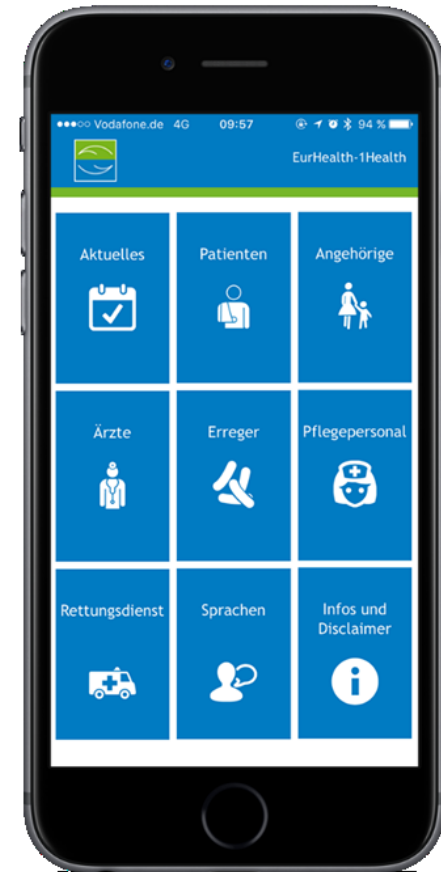 Vodafone.de 4G 09:57 94 %
EurHealth-1Health
Aktuelles
Patienten
Angehörige
Ärzte
Erreger
Pflegepersonal
Rettungsdienst
Sprachen
Infos und
Disclaimer